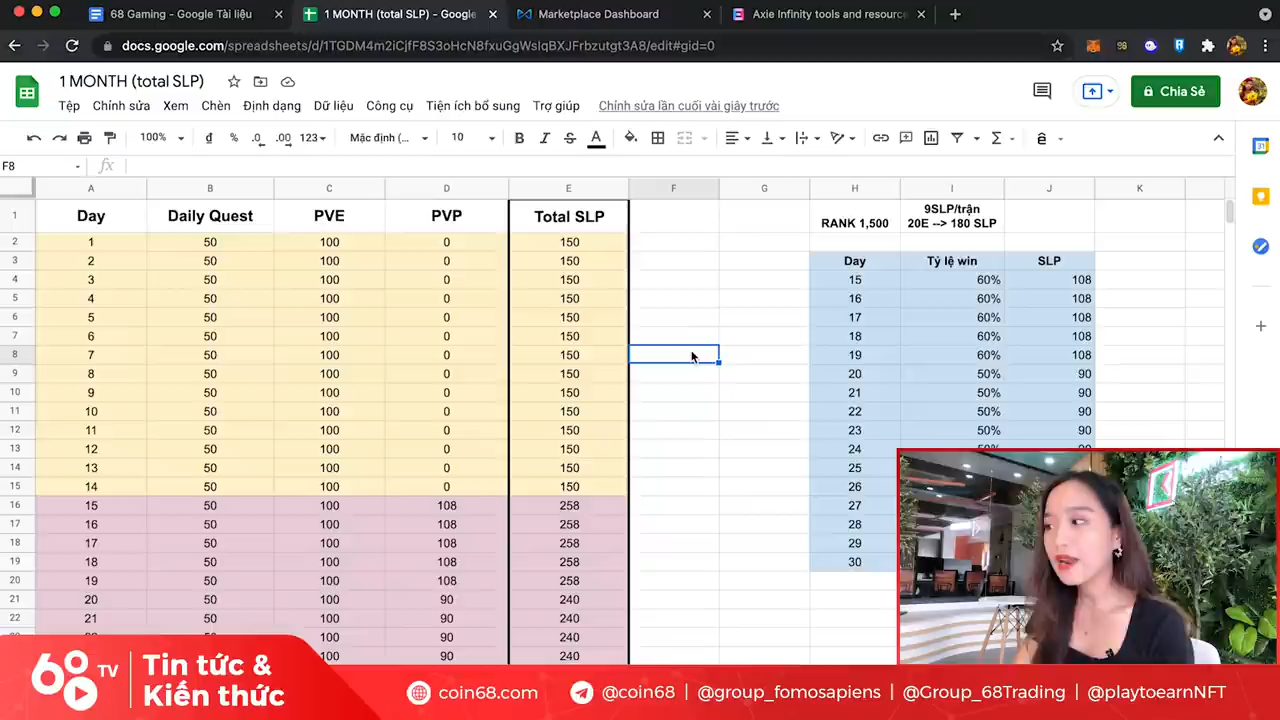 68 Gaming - Google Tài liệu
1 MONTH (total SLP) - Google
Marketplace Dashboard
Axie Infinity tools and resource
docs.google.com/spreadsheets/d/1TGDM4m2iCjfF8S3oHcN8fxuGgWsIqBXJFrbzutgt3A8/edit#gid=0
1 MONTH (total SLP)
Tệp Chỉnh sửa Xem Chèn Định dạng Dữ liệu Công cụ Tiện ích bổ sung Trợ giúp Chỉnh sửa lần cuối vài giây trước
Chia Sẻ
100% đ % .0 .00 123 Mặc định (... 10 B I S A
F8 fx
A B C D E F G H I J K
1 Day Daily Quest PVE PVP Total SLP RANK 1,500 9SLP/trận
20E --> 180 SLP
2 1 50 100 0 150
3 2 50 100 0 150 Day Tỷ lệ win SLP
4 3 50 100 0 150 15 60% 108
5 4 50 100 0 150 16 60% 108
6 5 50 100 0 150 17 60% 108
7 6 50 100 0 150 18 60% 108
8 7 50 100 0 150 19 60% 108
9 8 50 100 0 150 20 50% 90
10 9 50 100 0 150 21 50% 90
11 10 50 100 0 150 22 50% 90
12 11 50 100 0 150 23 50% 90
13 12 50 100 0 150 24
14 13 50 100 0 150 25
15 14 50 100 0 150 26
16 15 50 100 108 258 27
17 16 50 100 108 258 28
18 17 50 100 108 258 29
19 18 50 100 108 258 30
20 19 50 100 108 258
21 20 50 100 90 240
22 21 50 100 90 240
100 90 240
100 90 240
68 TV
Tin tức &
Kiến thức
coin68.com @coin68 | @group_fomosapiens | @Group_68Trading | @playtoearnNFT